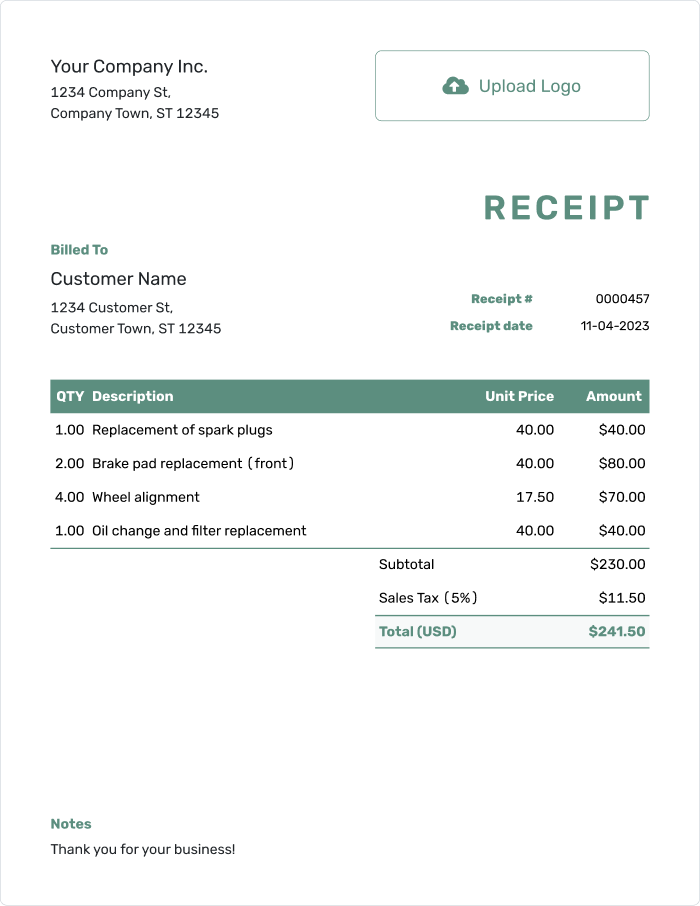 Your Company Inc.
1234 Company St,
Company Town, ST 12345
Upload Logo
RECEIPT
Billed To
Customer Name
1234 Customer St,
Customer Town, ST 12345
Receipt # 0000457
Receipt date 11-04-2023
QTY Description Unit Price Amount
1.00 Replacement of spark plugs 40.00 $40.00
2.00 Brake pad replacement (front) 40.00 $80.00
4.00 Wheel alignment 17.50 $70.00
1.00 Oil change and filter replacement 40.00 $40.00
Subtotal $230.00
Sales Tax (5%) $11.50
Total (USD) $241.50
Notes
Thank you for your business!